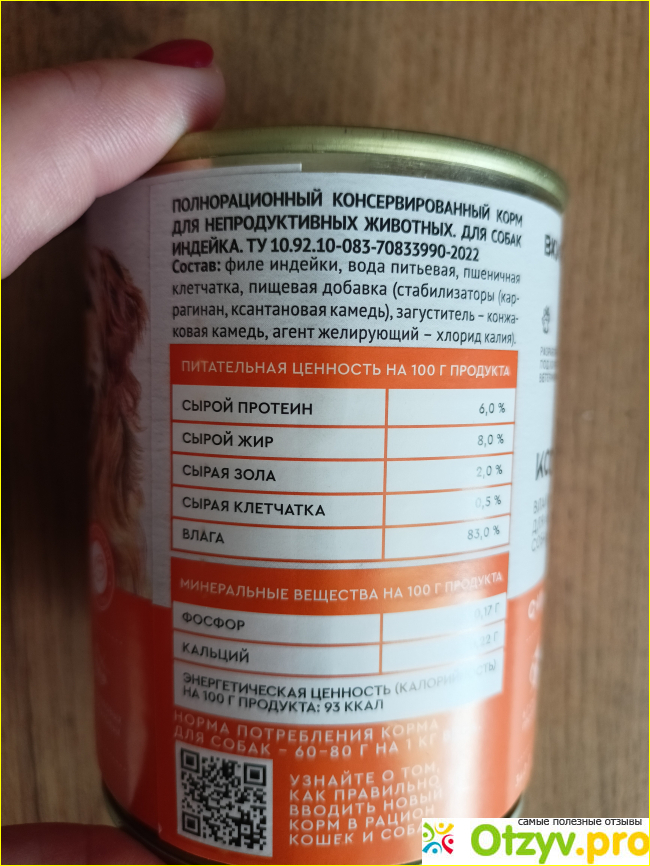 ПОЛНОРАЦИОННЫЙ КОНСЕРВИРОВАННЫЙ КОРМ
ДЛЯ НЕПРОДУКТИВНЫХ ЖИВОТНЫХ. ДЛЯ СОБАК
ИНДЕЙКА. ТУ 10.92.10-083-70833990-2022
Состав: филе индейки, вода питьевая, пшеничная
клетчатка, пищевая добавка (стабилизаторы (кар-
рагинан, ксантановая камедь), загуститель – конжа-
ковая камедь, агент желирующий – хлорид калия).
ПИТАТЕЛЬНАЯ ЦЕННОСТЬ НА 100 Г ПРОДУКТА
СЫРОЙ ПРОТЕИН 6,0 %
СЫРОЙ ЖИР 8,0 %
СЫРАЯ ЗОЛА 2,0 %
СЫРАЯ КЛЕТЧАТКА 0,5 %
ВЛАГА 83,0 %
МИНЕРАЛЬНЫЕ ВЕЩЕСТВА НА 100 Г ПРОДУКТА
ФОСФОР 0,17 Г
КАЛЬЦИЙ
ЭНЕРГЕТИЧЕСКАЯ ЦЕННОСТЬ (КАЛОРИЙНОСТЬ)
НА 100 Г ПРОДУКТА: 93 ККАЛ
НОРМА ПОТРЕБЛЕНИЯ КОРМА
ДЛЯ СОБАК – 60-80 Г НА 1 КГ
УЗНАЙТЕ О ТОМ,
КАК ПРАВИЛЬНО
ВВОДИТЬ НОВЫЙ
КОРМ В РАЦИОН
КОШЕК И СОБА
самые полезные отзывы
Otzyv.pro